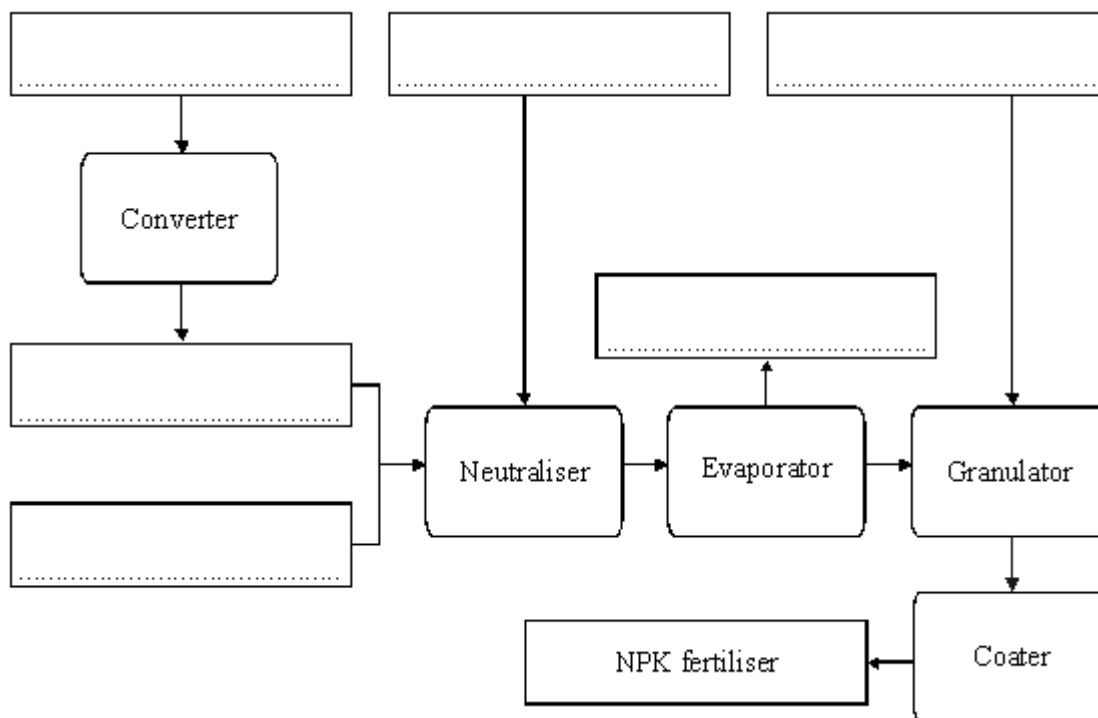 Converter
Neutraliser
Evaporator
Granulator
NPK fertiliser
Coater